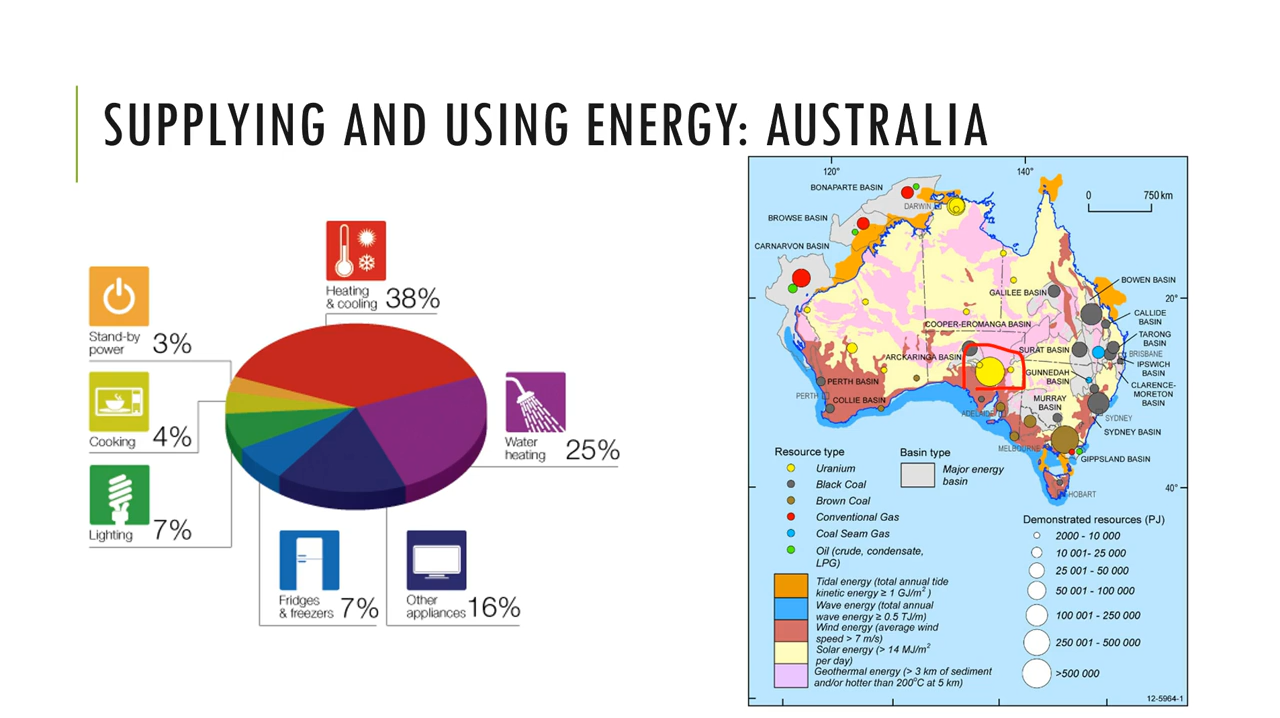 SUPPLYING AND USING ENERGY: AUSTRALIA
Heating
& cooling 38%
Stand-by
power 3%
Cooking 4%
Lighting 7%
Water
heating 25%
Fridges
& freezers 7%
Other
appliances 16%
120°
140°
0 750 km
BONAPARTE BASIN
DARWIN
BROWSE BASIN
CARNARVON BASIN
BOWEN BASIN
GALILEE BASIN
20°
CALLIDE
BASIN
COOPER-EROMANGA BASIN
TARONG
BASIN
SURAT BASIN
BRISBANE
ARCKARINGA BASIN
IPSWICH
BASIN
GUNNEDAH
BASIN
PERTH BASIN
CLARENCE-
MORETON
BASIN
PERTH
COLLIE BASIN
MURRAY
BASIN
ADELAIDE
SYDNEY
SYDNEY BASIN
MELBOURNE
GIPPSLAND BASIN
40°
HOBART
Resource type
Uranium
Black Coal
Brown Coal
Conventional Gas
Coal Seam Gas
Oil (crude, condensate,
LPG)
Basin type
Major energy
basin
Tidal energy (total annual tide
kinetic energy ≥ 1 GJ/m²)
Wave energy (total annual
wave energy ≥ 0.5 TJ/m)
Wind energy (average wind
speed > 7 m/s)
Solar energy (> 14 MJ/m²
per day)
Geothermal energy (> 3 km of sediment
and/or hotter than 200°C at 5 km)
Demonstrated resources (PJ)
2000 - 10 000
10 001- 25 000
25 001 - 50 000
50 001 - 100 000
100 001 - 250 000
250 001 - 500 000
>500 000
12-5964-1